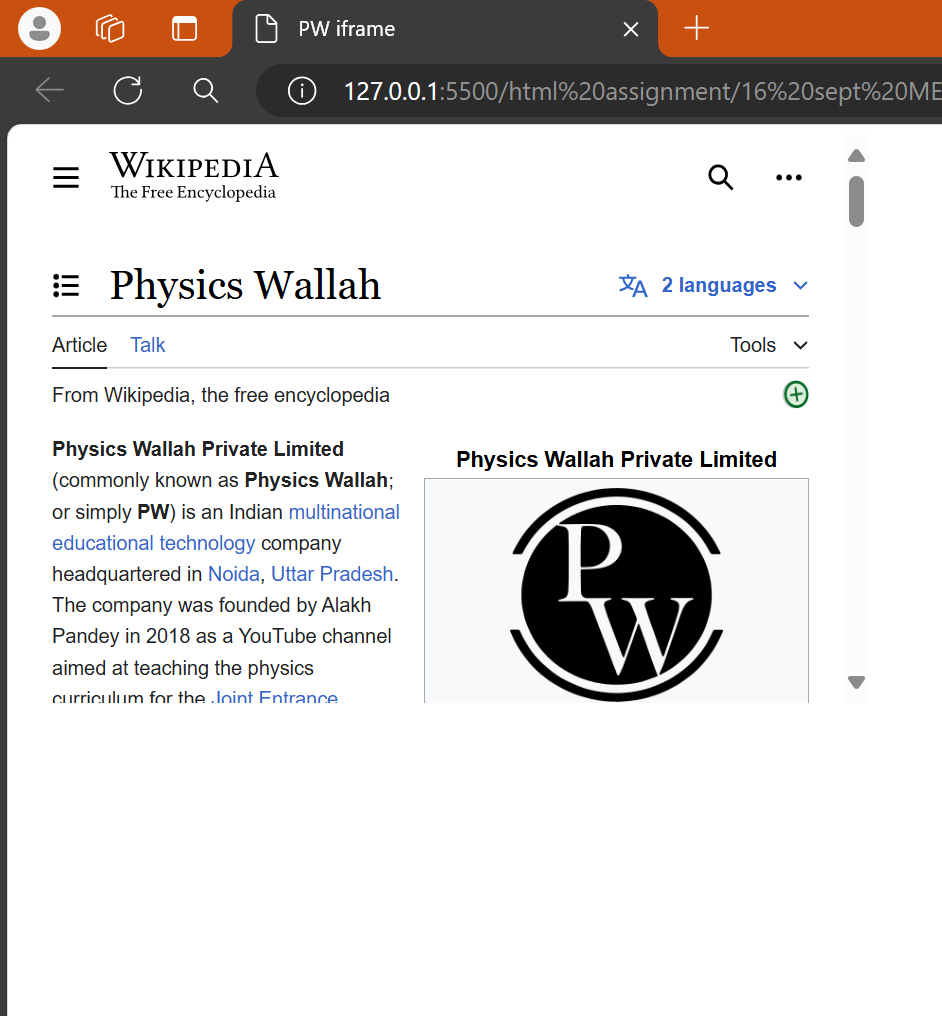 PW iframe
127.0.0.1:5500/html%20assignment/16%20sept%20ME
WIKIPEDIA
The Free Encyclopedia
Physics Wallah
2 languages
Article Talk
Tools
From Wikipedia, the free encyclopedia
Physics Wallah Private Limited
(commonly known as Physics Wallah;
or simply PW) is an Indian multinational
educational technology company
headquartered in Noida, Uttar Pradesh.
The company was founded by Alakh
Pandey in 2018 as a YouTube channel
aimed at teaching the physics
curriculum for the Joint Entrance
Physics Wallah Private Limited
PW